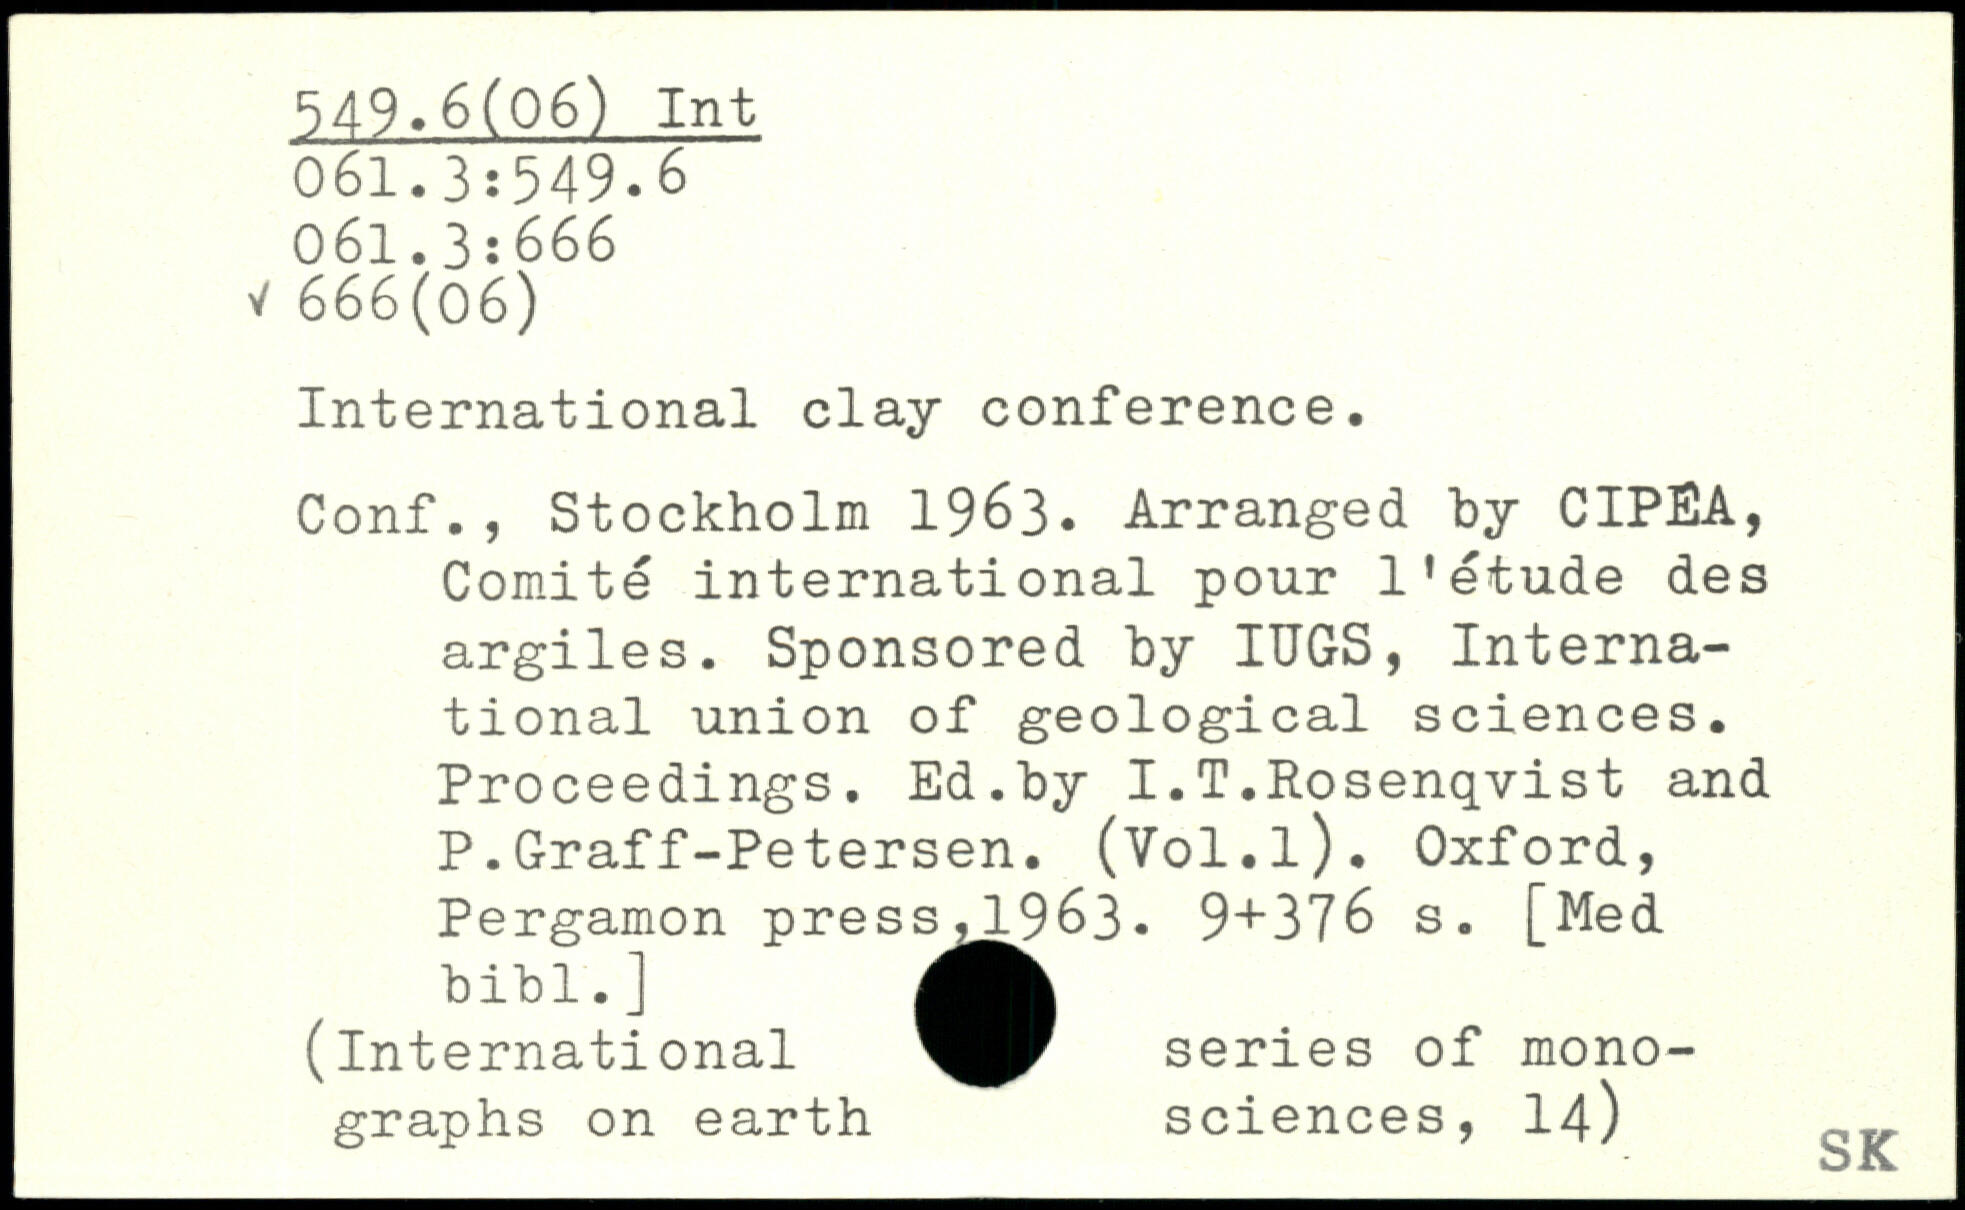 549.6(06) Int
061.3:549.6
061.3:666
√ 666(06)
International clay conference.
Conf., Stockholm 1963. Arranged by CIPEA,
Comité international pour l'étude des
argiles. Sponsored by IUGS, Interna-
tional union of geological sciences.
Proceedings. Ed.by I.T.Rosenqvist and
P.Graff-Petersen. (Vol.1). Oxford,
Pergamon press,1963. 9+376 s. [Med
bibl.]
(International series of mono-
graphs on earth sciences, 14)
SK